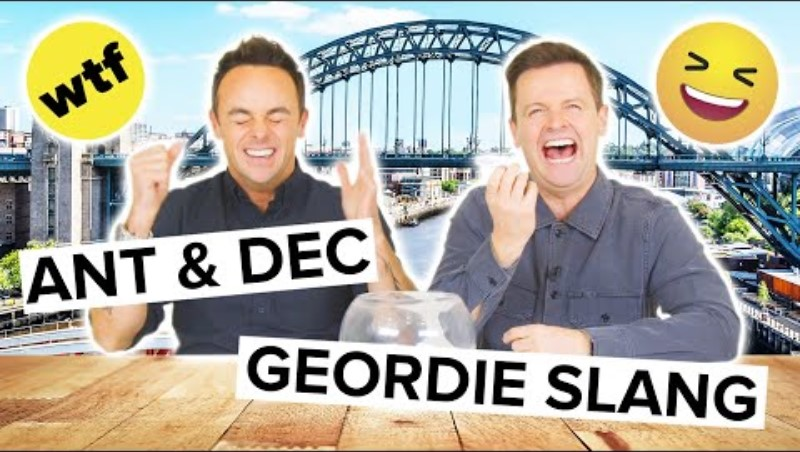 wtf
ANT & DEC
GEORDIE SLANG